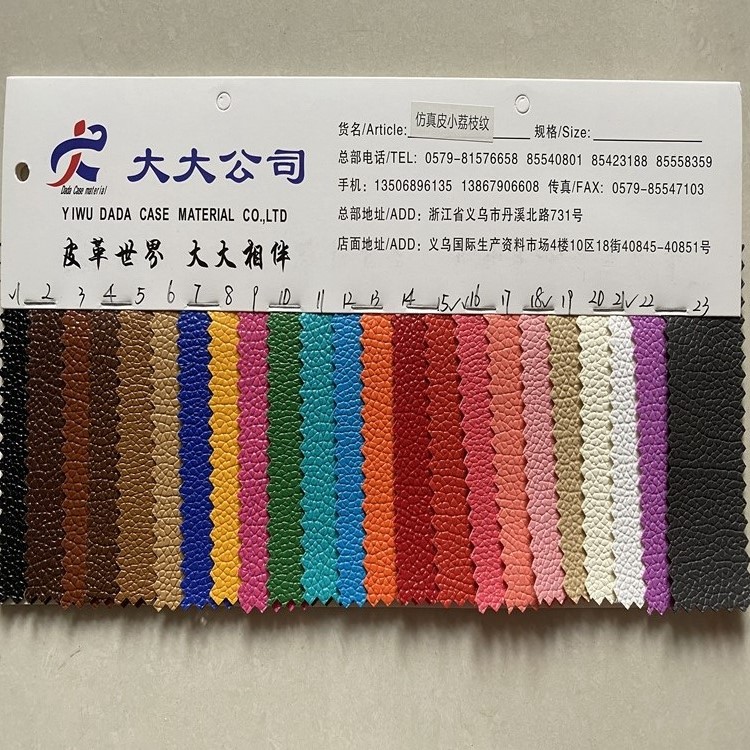 Dada Case material
大大公司
YIWU DADA CASE MATERIAL CO.,LTD
皮革世界 大大相伴
货名/Article: 仿真皮小荔枝纹 规格/Size:
总部电话/TEL: 0579-81576658 85540801 85423188 85558359
手机: 13506896135 13867906608 传真/FAX: 0579-85547103
总部地址/ADD: 浙江省义乌市丹溪北路731号
店面地址/ADD: 义乌国际生产资料市场4楼10区18街40845-40851号
√1 2 3 4 5 6 7 8 9 10 11 12 13 14 15√ √16 17 18√ 19 20 21√ 22 23